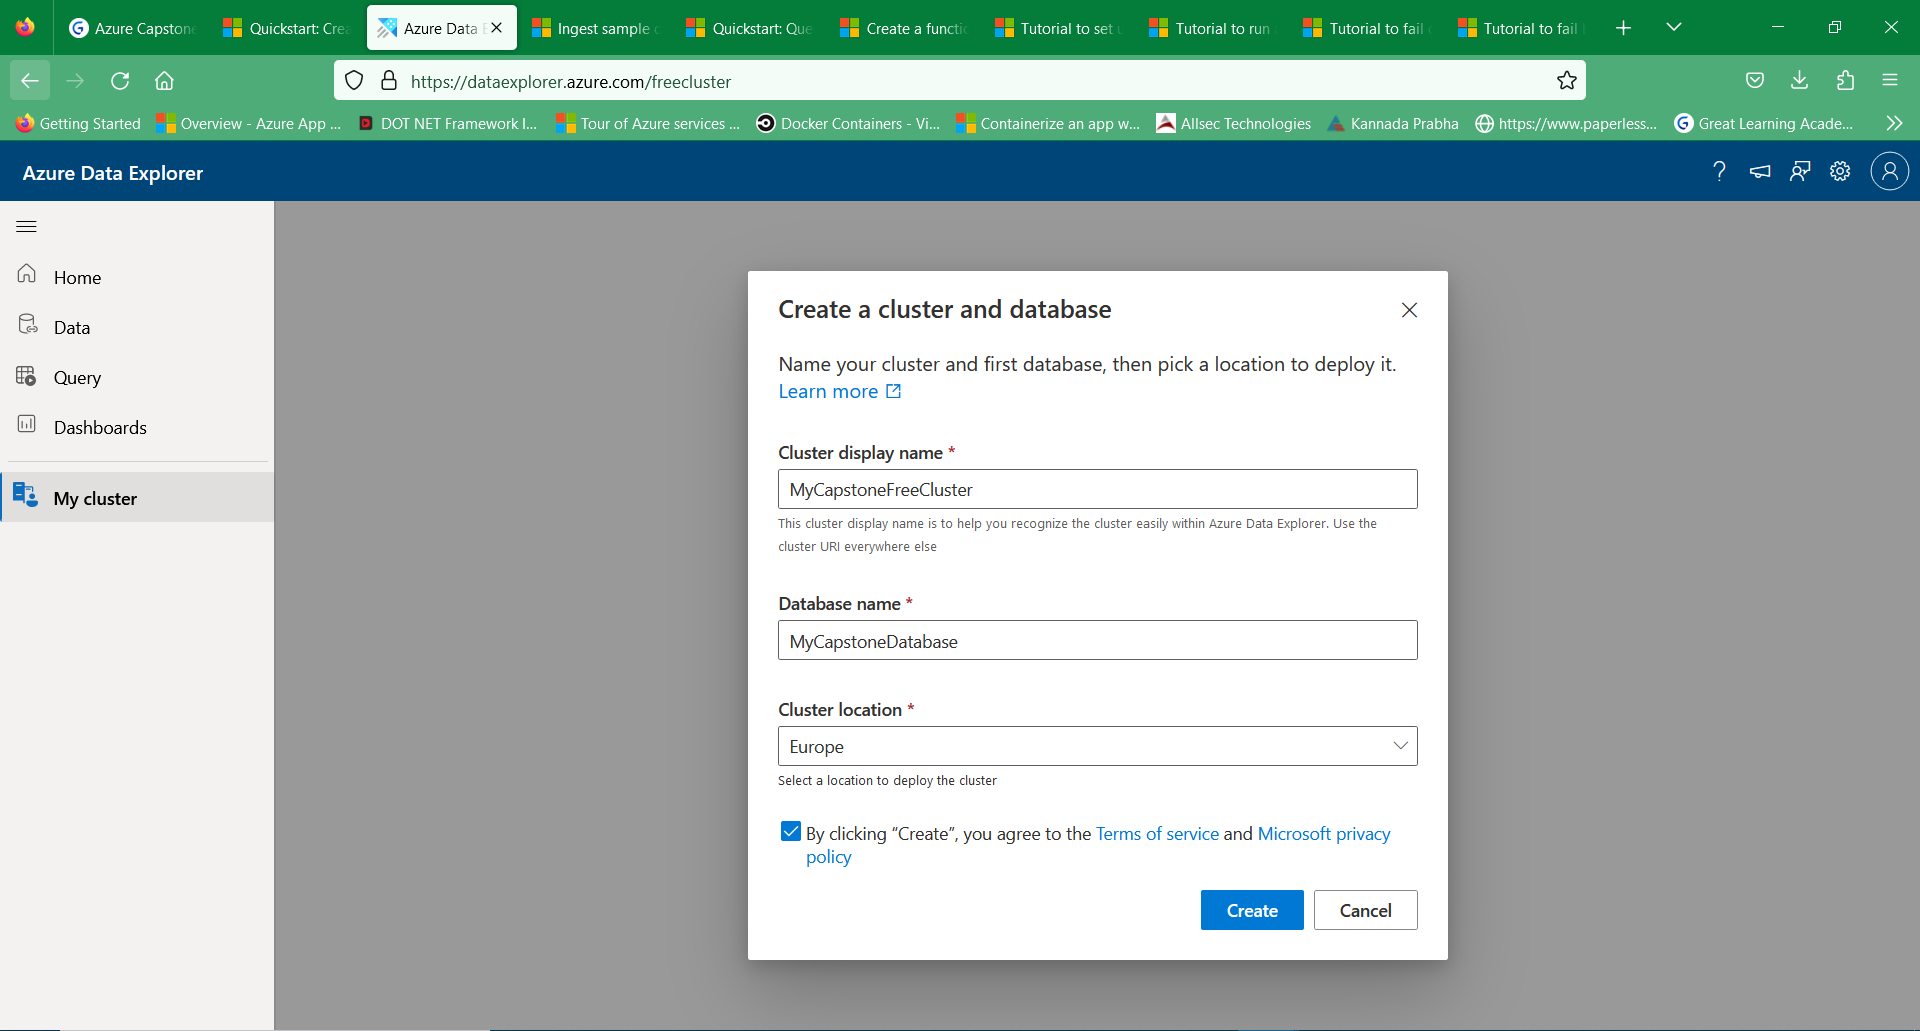 Azure Capstone
Quickstart: Crea
Azure Data E
Ingest sample c
Quickstart: Que
Create a functio
Tutorial to set u
Tutorial to run
Tutorial to fail o
Tutorial to fail b
https://dataexplorer.azure.com/freecluster
Getting Started
Overview - Azure App ...
DOT NET Framework I...
Tour of Azure services ...
Docker Containers - Vi...
Containerize an app w...
Allsec Technologies
Kannada Prabha
https://www.paperless...
Great Learning Acade...
Azure Data Explorer
Home
Data
Query
Dashboards
My cluster
Create a cluster and database
Name your cluster and first database, then pick a location to deploy it.
Learn more
Cluster display name *
MyCapstoneFreeCluster
This cluster display name is to help you recognize the cluster easily within Azure Data Explorer. Use the
cluster URI everywhere else
Database name *
MyCapstoneDatabase
Cluster location *
Europe
Select a location to deploy the cluster
By clicking “Create”, you agree to the Terms of service and Microsoft privacy
policy
Create
Cancel